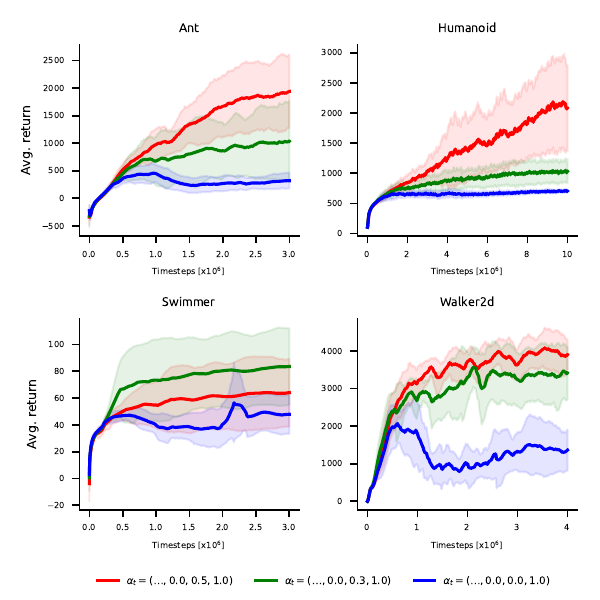 Ant
Humanoid
Avg. return
2500
2000
1500
1000
500
0
−500
0.0 0.5 1.0 1.5 2.0 2.5 3.0
Timesteps [x10⁶]
3000
2500
2000
1500
1000
500
0
0 2 4 6 8 10
Timesteps [x10⁶]
Swimmer
Walker2d
Avg. return
100
80
60
40
20
0
−20
0.0 0.5 1.0 1.5 2.0 2.5 3.0
Timesteps [x10⁶]
4000
3000
2000
1000
0
0 1 2 3 4
Timesteps [x10⁶]
αₜ = (..., 0.0, 0.5, 1.0) αₜ = (..., 0.0, 0.3, 1.0) αₜ = (..., 0.0, 0.0, 1.0)